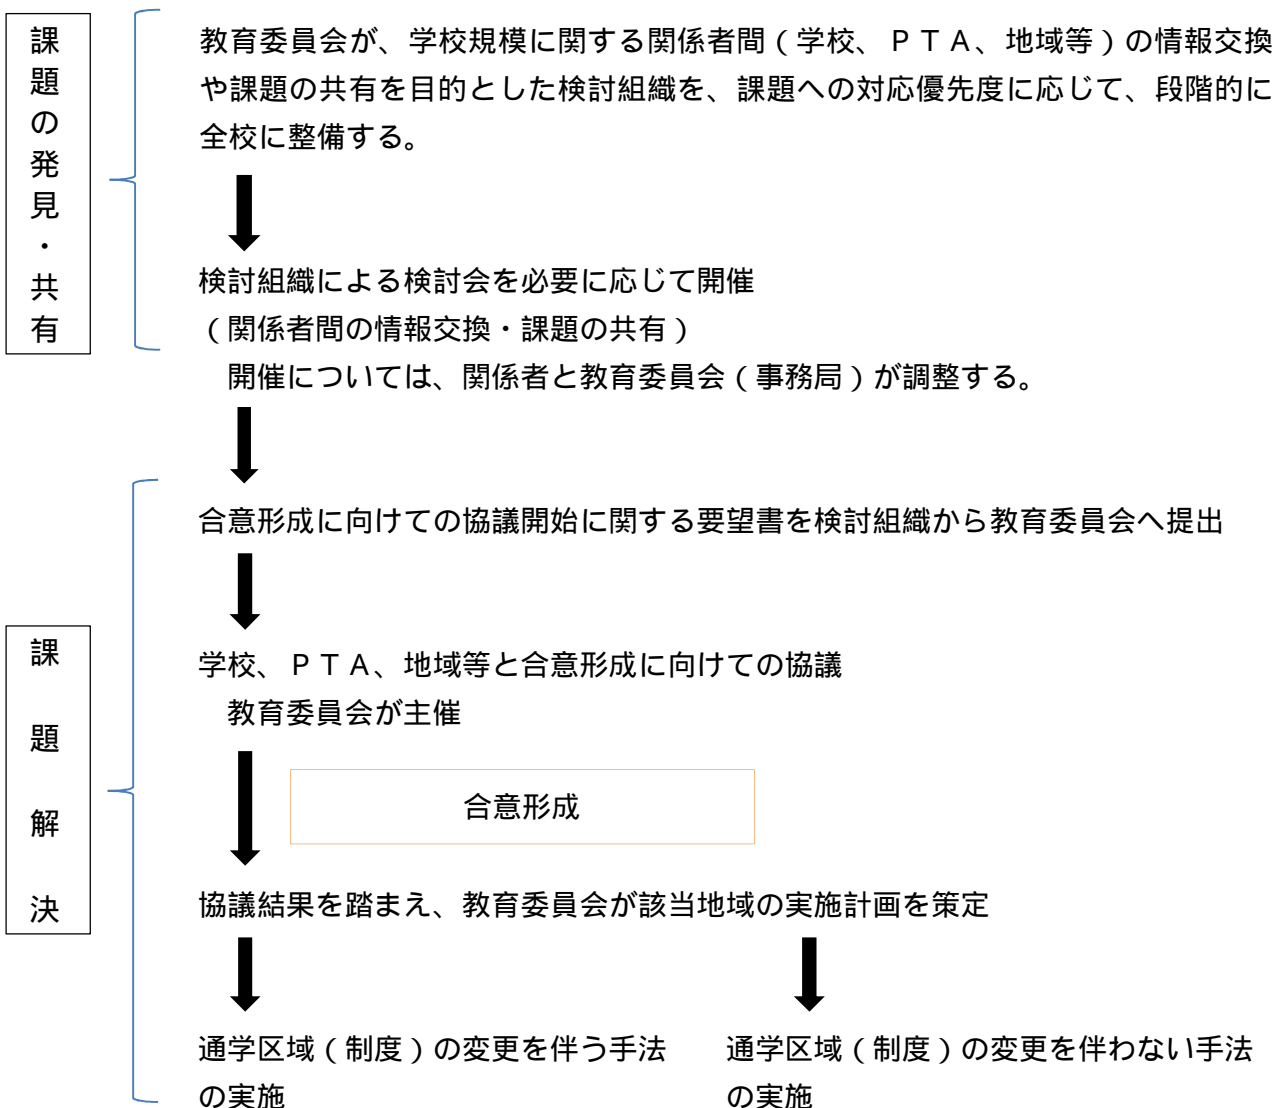 課題の発見・共有
教育委員会が、学校規模に関する関係者間（学校、ＰＴＡ、地域等）の情報交換
や課題の共有を目的とした検討組織を、課題への対応優先度に応じて、段階的に
全校に整備する。
検討組織による検討会を必要に応じて開催
（関係者間の情報交換・課題の共有）
開催については、関係者と教育委員会（事務局）が調整する。
課題解決
合意形成に向けての協議開始に関する要望書を検討組織から教育委員会へ提出
学校、ＰＴＡ、地域等と合意形成に向けての協議
教育委員会が主催
合意形成
協議結果を踏まえ、教育委員会が該当地域の実施計画を策定
通学区域（制度）の変更を伴う手法
の実施
通学区域（制度）の変更を伴わない手法
の実施